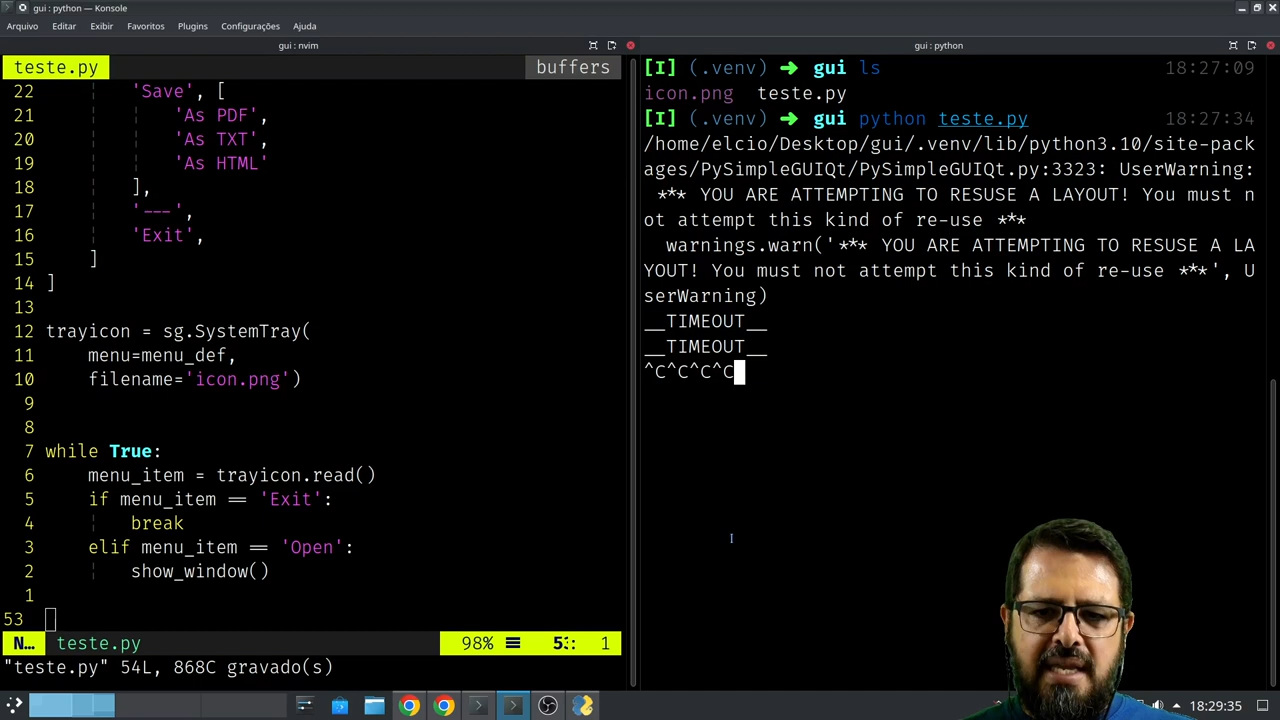 gui : python — Konsole
Arquivo Editar Exibir Favoritos Plugins Configurações Ajuda
gui : nvim
teste.py buffers
22 'Save', [
21 'As PDF',
20 'As TXT',
19 'As HTML'
18 ],
17 '---',
16 'Exit',
15 ]
14 ]
13
12 trayicon = sg.SystemTray(
11 menu=menu_def,
10 filename='icon.png')
9
8
7 while True:
6 menu_item = trayicon.read()
5 if menu_item == 'Exit':
4 break
3 elif menu_item == 'Open':
2 show_window()
1
53
N… teste.py 98% ☰ 5: 1
"teste.py" 54L, 868C gravado(s)
gui : python
[I] (.venv) ➜ gui ls 18:27:09
icon.png teste.py
[I] (.venv) ➜ gui python teste.py 18:27:34
/home/elcio/Desktop/gui/.venv/lib/python3.10/site-pack
ages/PySimpleGUIQt/PySimpleGUIQt.py:3323: UserWarning:
*** YOU ARE ATTEMPTING TO RESUSE A LAYOUT! You must n
ot attempt this kind of re-use ***
warnings.warn('*** YOU ARE ATTEMPTING TO RESUSE A LA
YOUT! You must not attempt this kind of re-use ***', U
serWarning)
__TIMEOUT__
__TIMEOUT__
^C^C^C^C
18:29:35